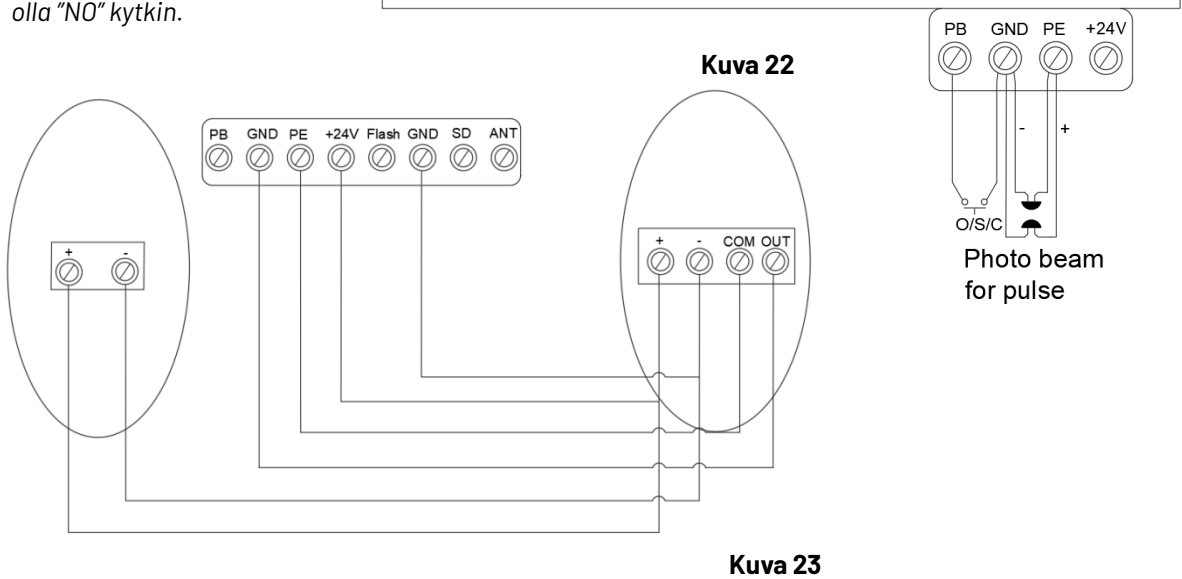 olla "NO" kytkin.
PB GND PE +24V
Kuva 22
PB GND PE +24V Flash GND SD ANT
- +
O/S/C
+ - + - COM OUT
Photo beam
for pulse
Kuva 23